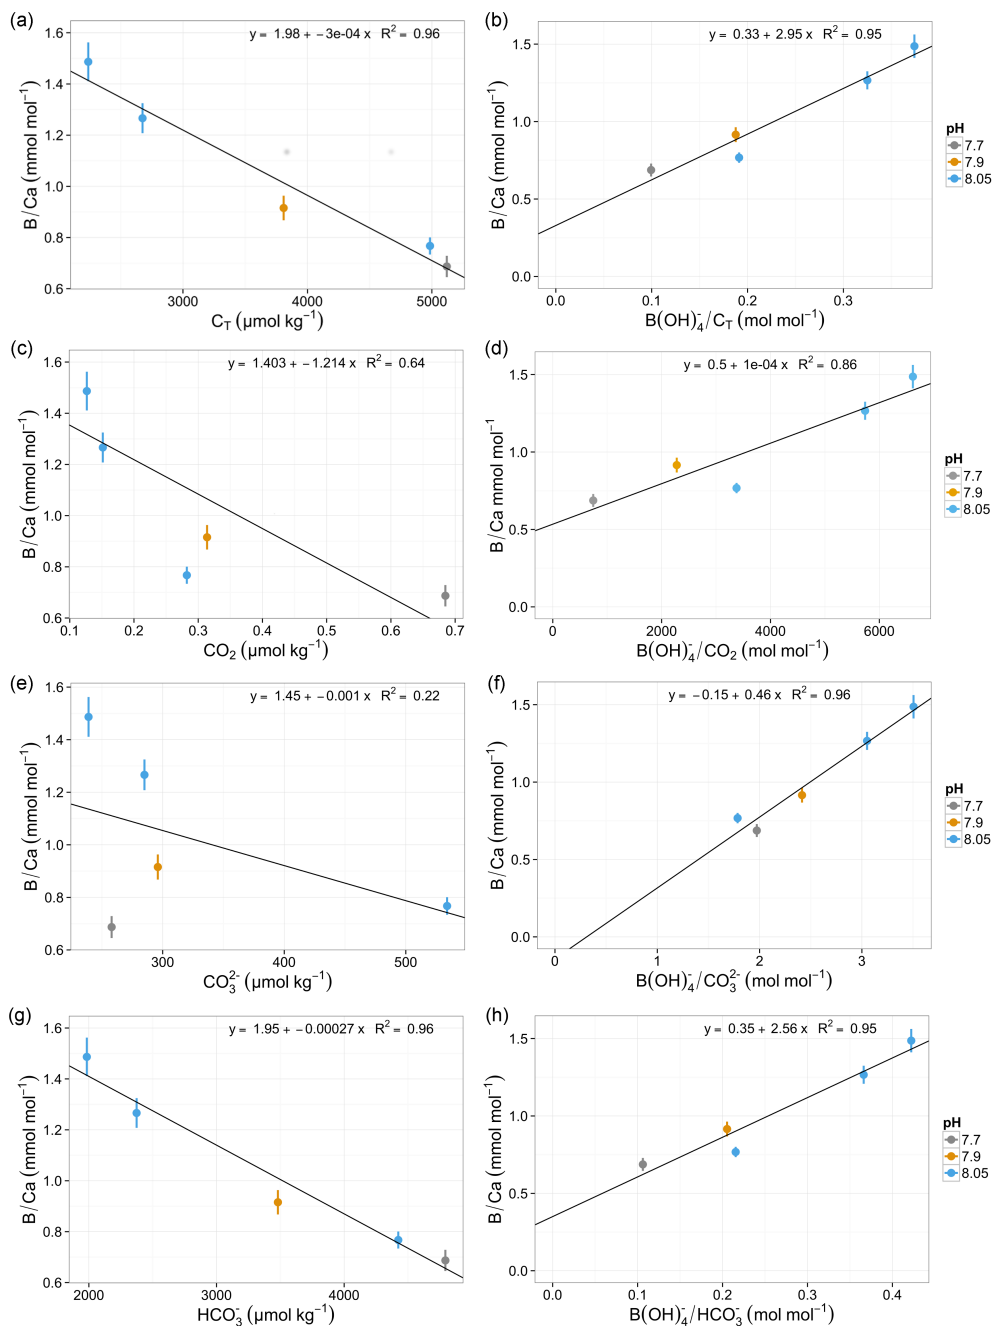 (a)
y = 1.98 + −3e−04 x R² = 0.96
B/Ca (mmol mol⁻¹)
1.6
1.4
1.2
1.0
0.8
0.6
3000 4000 5000
C_T (µmol kg⁻¹)
(b)
y = 0.33 + 2.95 x R² = 0.95
B/Ca (mmol mol⁻¹)
1.5
1.0
0.5
0.0
0.0 0.1 0.2 0.3
B(OH)₄⁻/C_T (mol mol⁻¹)
pH
7.7
7.9
8.05
(c)
y = 1.403 + −1.214 x R² = 0.64
B/Ca (mmol mol⁻¹)
1.6
1.4
1.2
1.0
0.8
0.6
0.1 0.2 0.3 0.4 0.5 0.6 0.7
CO₂ (µmol kg⁻¹)
(d)
y = 0.5 + 1e−04 x R² = 0.86
B/Ca (mmol mol⁻¹
1.5
1.0
0.5
0.0
0 2000 4000 6000
B(OH)₄⁻/CO₂ (mol mol⁻¹)
pH
7.7
7.9
8.05
(e)
y = 1.45 + −0.001 x R² = 0.22
B/Ca (mmol mol⁻¹)
1.6
1.4
1.2
1.0
0.8
0.6
300 400 500
CO₃²⁻ (µmol kg⁻¹)
(f)
y = −0.15 + 0.46 x R² = 0.96
B/Ca (mmol mol⁻¹)
1.5
1.0
0.5
0.0
0 1 2 3
B(OH)₄⁻/CO₃²⁻ (mol mol⁻¹)
pH
7.7
7.9
8.05
(g)
y = 1.95 + −0.00027 x R² = 0.96
B/Ca (mmol mol⁻¹)
1.6
1.4
1.2
1.0
0.8
0.6
2000 3000 4000
HCO₃⁻ (µmol kg⁻¹)
(h)
y = 0.35 + 2.56 x R² = 0.95
B/Ca (mmol mol⁻¹)
1.5
1.0
0.5
0.0
0.0 0.1 0.2 0.3 0.4
B(OH)₄⁻/HCO₃⁻ (mol mol⁻¹)
pH
7.7
7.9
8.05